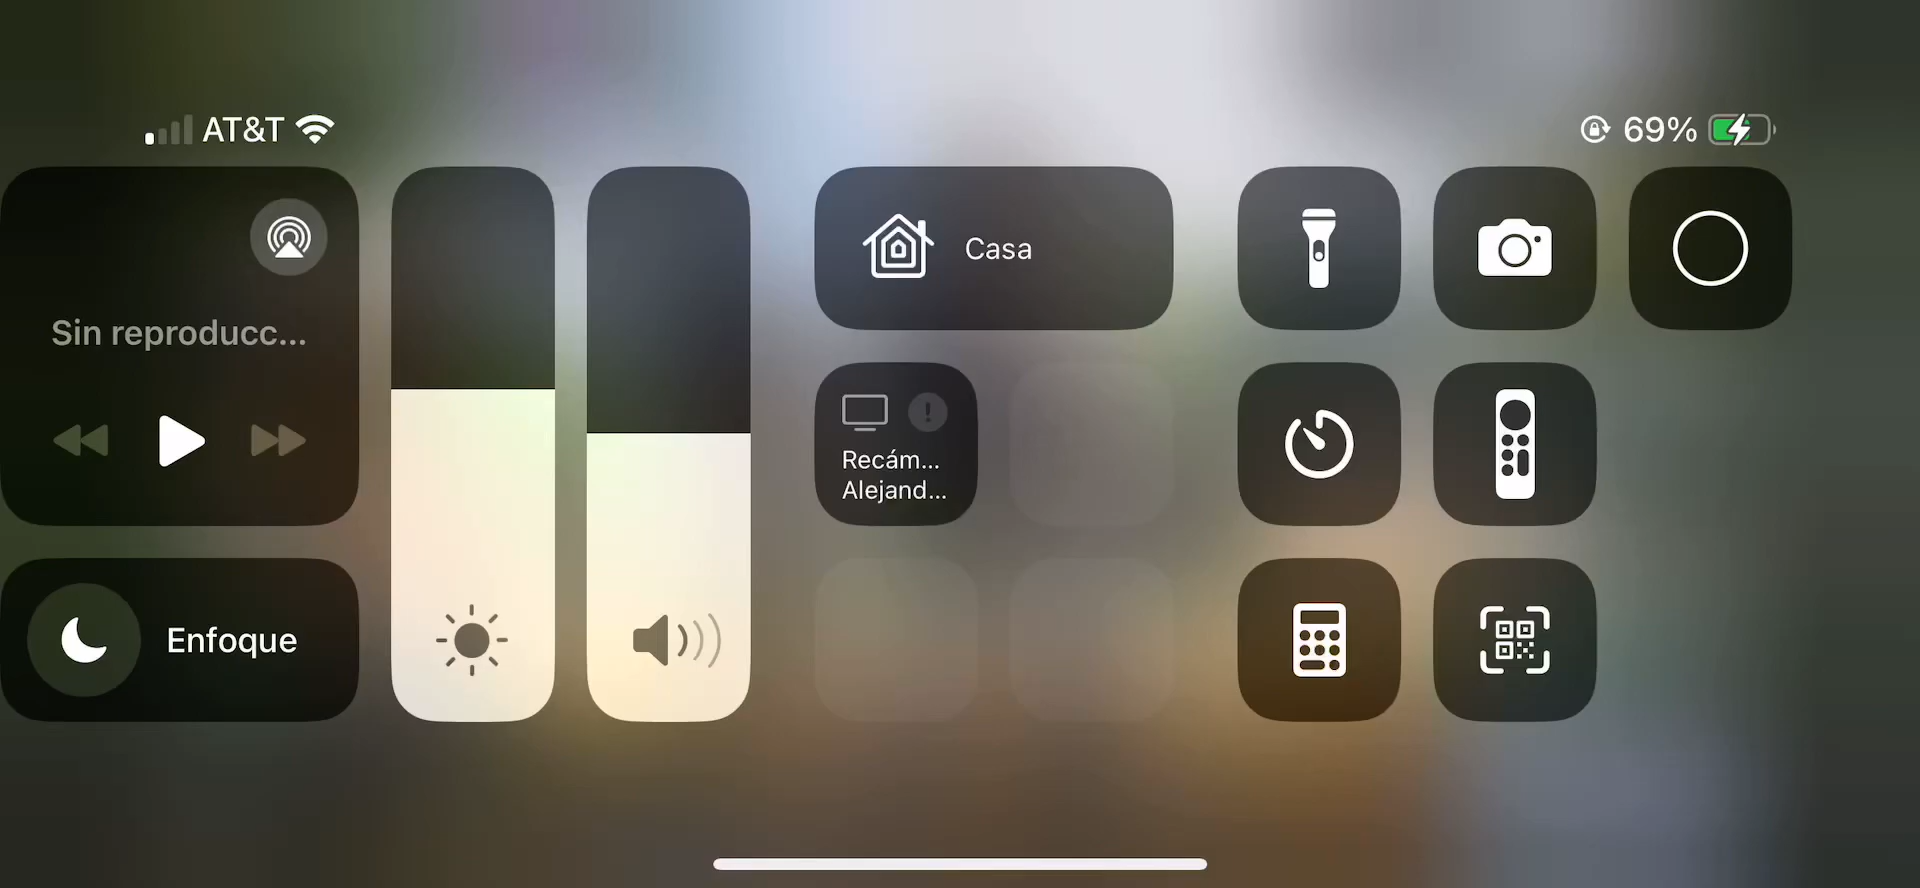 AT&T
69%
Sin reproducc...
Casa
Recám...
Alejand...
Enfoque